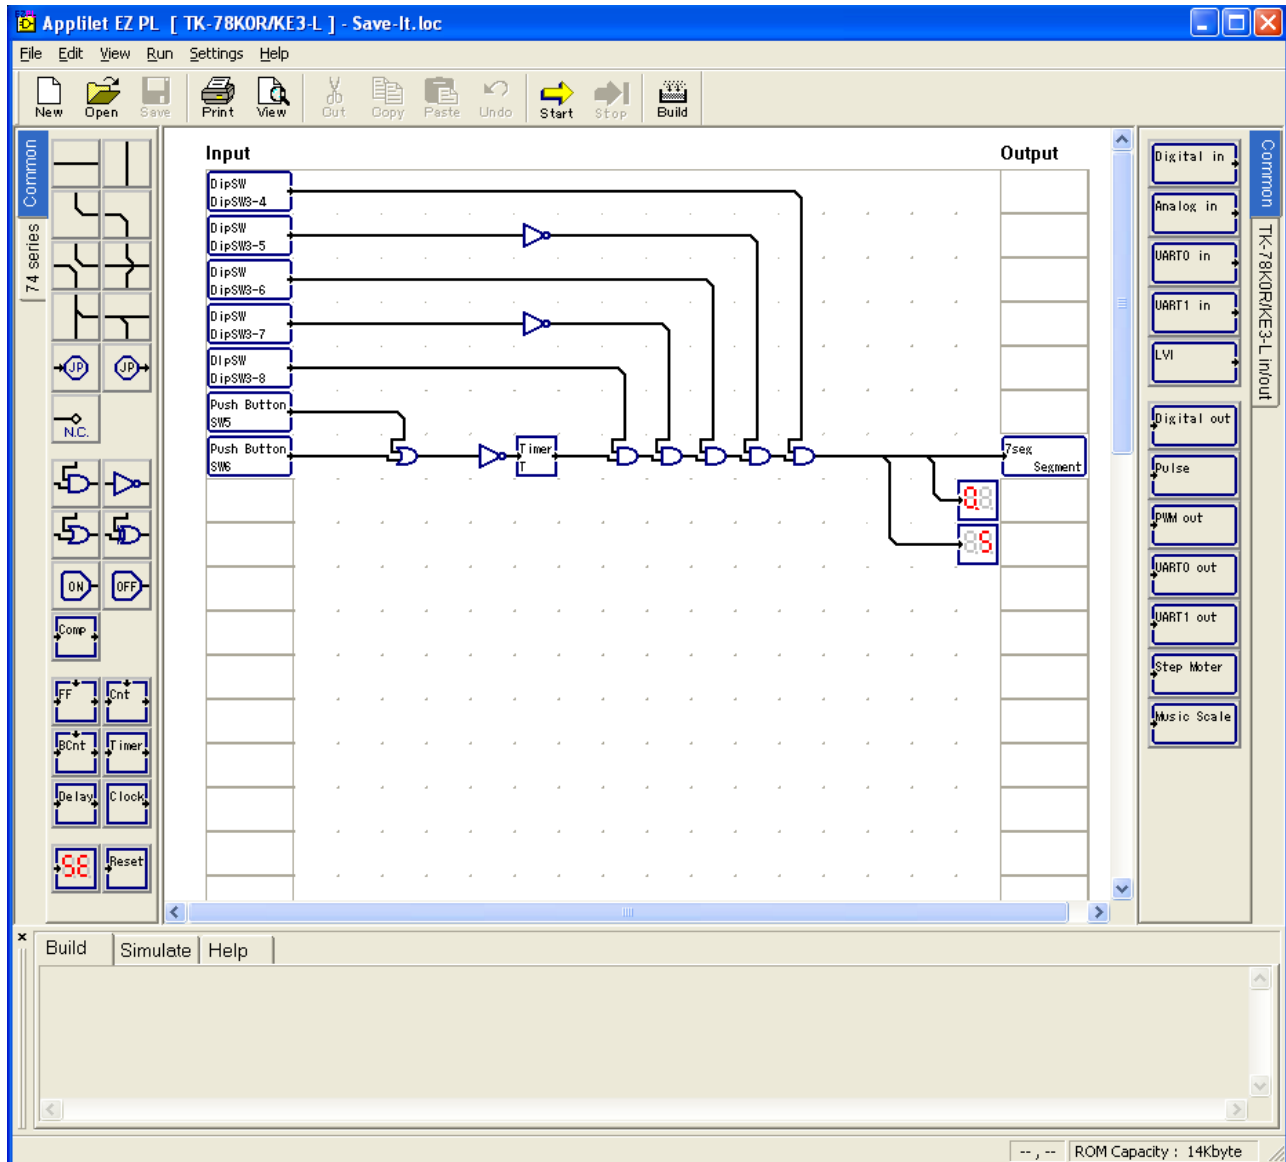 Applilet EZ PL [ TK-78K0R/KE3-L ] - Save-It.loc
File Edit View Run Settings Help
New Open Save Print View Cut Copy Paste Undo Start Stop Build
Common
74 series
JP JP
N.C.
ON OFF
Comp
FF Cnt
BCnt Timer
Delay Clock
Reset
Input Output
DipSW
DipSW3-4
DipSW
DipSW3-5
DipSW
DipSW3-6
DipSW
DipSW3-7
DIpSW
DipSW3-8
Push Button
SW5
Push Button
SW6
Timer
T
7seg
Segment
Digital in
Analog in
UART0 in
UART1 in
LVI
Digital out
Pulse
PWM out
UART0 out
UART1 out
Step Moter
Music Scale
Common
TK-78K0R/KE3-L in/out
Build Simulate Help
-- , -- ROM Capacity : 14Kbyte